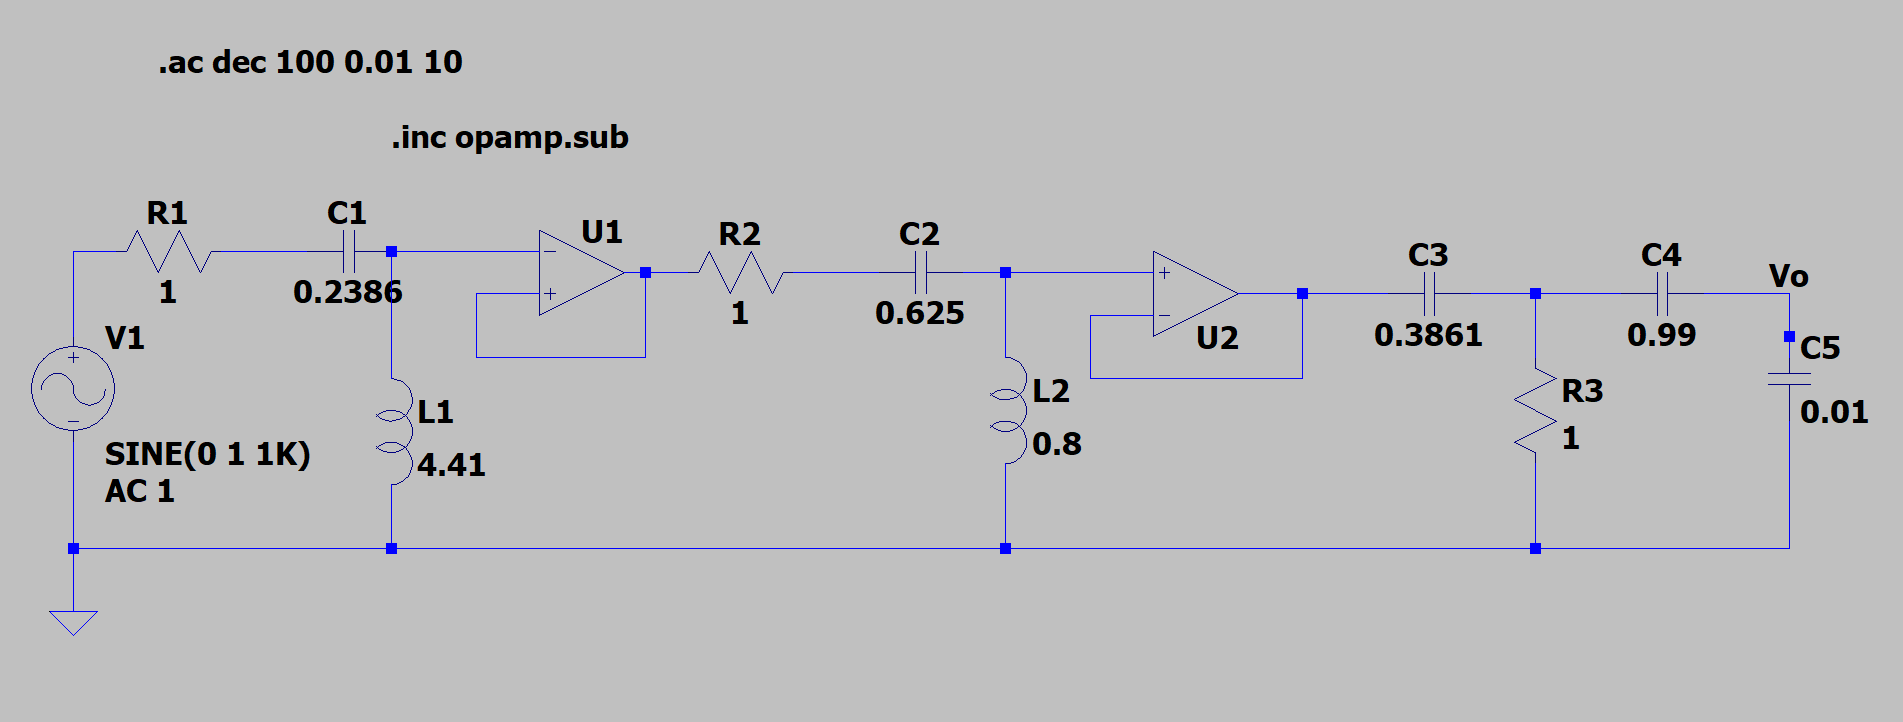 .ac dec 100 0.01 10
.inc opamp.sub
R1
1
C1
0.2386
U1
R2
1
C2
0.625
U2
C3
0.3861
C4
0.99
Vo
V1
SINE(0 1 1K)
AC 1
L1
4.41
L2
0.8
R3
1
C5
0.01